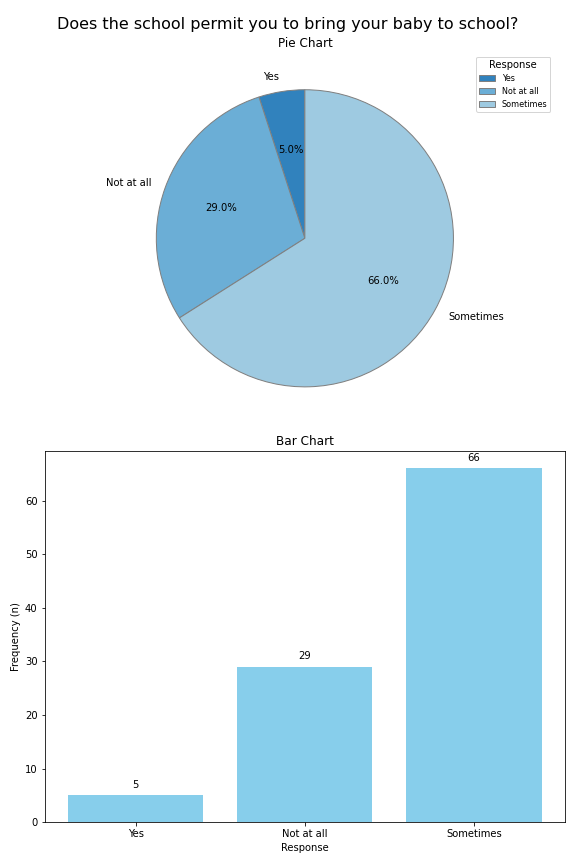 Does the school permit you to bring your baby to school?
Pie Chart
Response
Yes
Not at all
Sometimes
Yes
5.0%
Not at all
29.0%
66.0%
Sometimes
Bar Chart
66
60
50
40
30
20
10
0
29
5
Frequency (n)
Yes
Not at all
Sometimes
Response